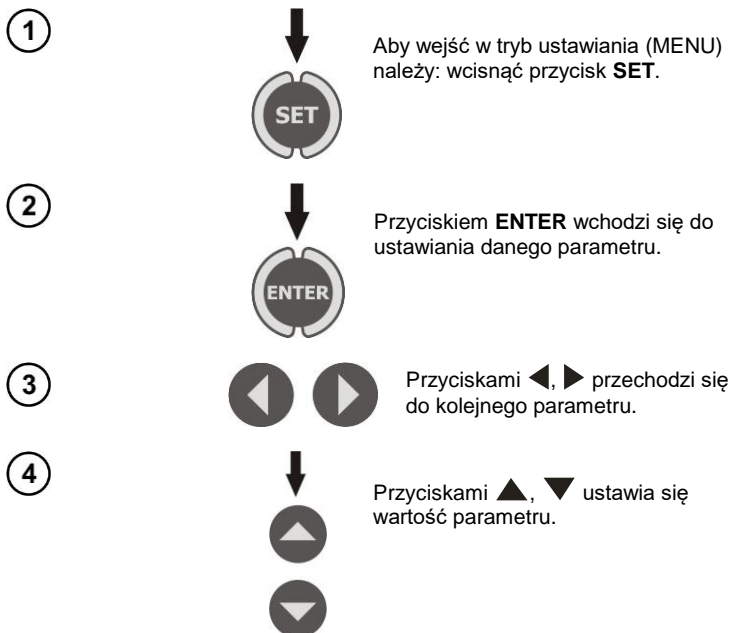 1
Aby wejść w tryb ustawiania (MENU)
należy: wcisnąć przycisk SET.
SET
2
Przyciskiem ENTER wchodzi się do
ustawiania danego parametru.
ENTER
3
Przyciskami ◀, ▶ przechodzi się
do kolejnego parametru.
4
Przyciskami ▲, ▼ ustawia się
wartość parametru.